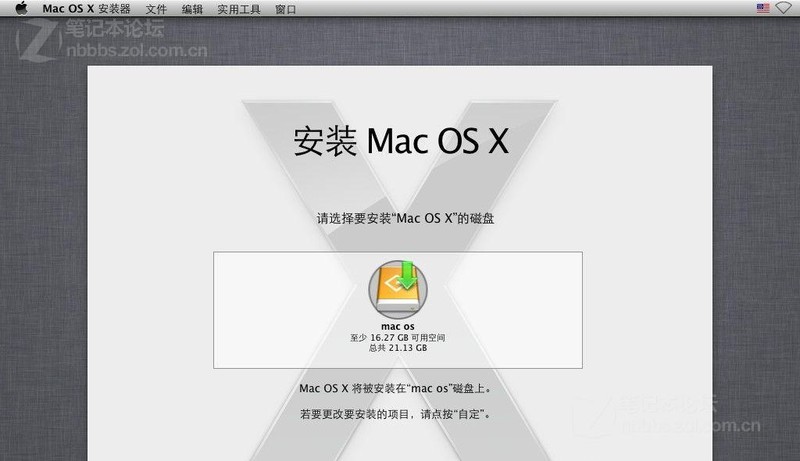 Mac OS X 安装器 文件 编辑 实用工具 窗口
笔记本论坛
nbbbs.zol.com.cn
安装 Mac OS X
请选择要安装“Mac OS X”的磁盘
mac os
至少 16.27 GB 可用空间
总共 21.13 GB
Mac OS X 将被安装在“mac os”磁盘上。
若要更改要安装的项目，请点按“自定”。
笔记本论坛
nbbbs.zol.com.cn